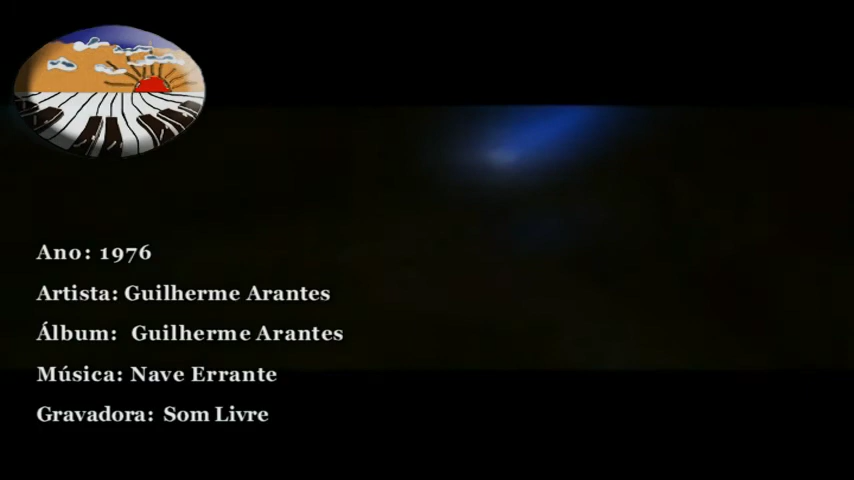 Ano: 1976
Artista: Guilherme Arantes
Álbum: Guilherme Arantes
Música: Nave Errante
Gravadora: Som Livre